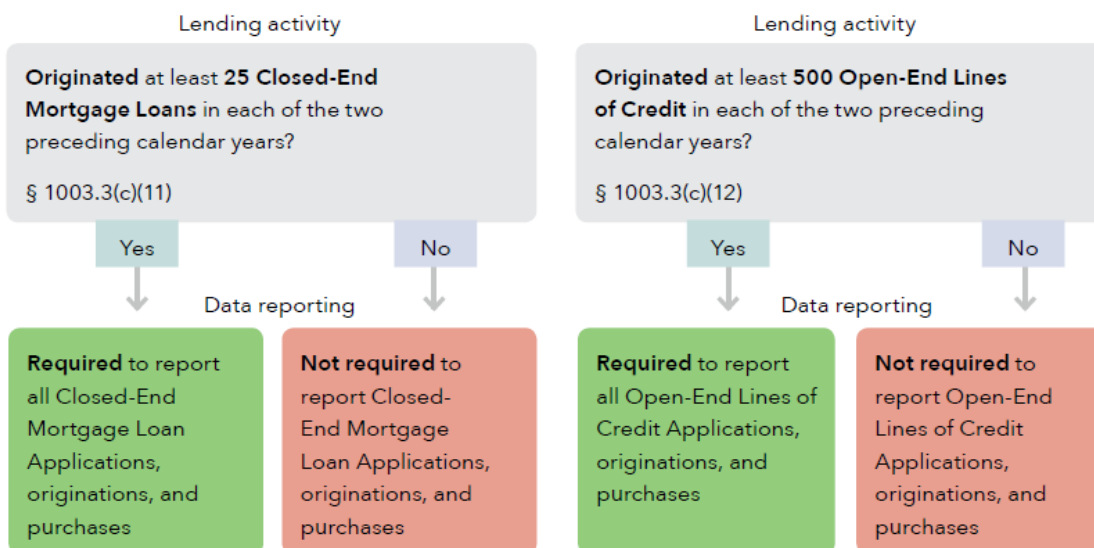 Lending activity
Originated at least 25 Closed-End
Mortgage Loans in each of the two
preceding calendar years?
§ 1003.3(c)(11)
Yes
No
Data reporting
Required to report
all Closed-End
Mortgage Loan
Applications,
originations, and
purchases
Not required to
report Closed-
End Mortgage
Loan Applications,
originations, and
purchases
Lending activity
Originated at least 500 Open-End Lines
of Credit in each of the two preceding
calendar years?
§ 1003.3(c)(12)
Yes
No
Data reporting
Required to report
all Open-End Lines of
Credit Applications,
originations, and
purchases
Not required to
report Open-End
Lines of Credit
Applications,
originations, and
purchases